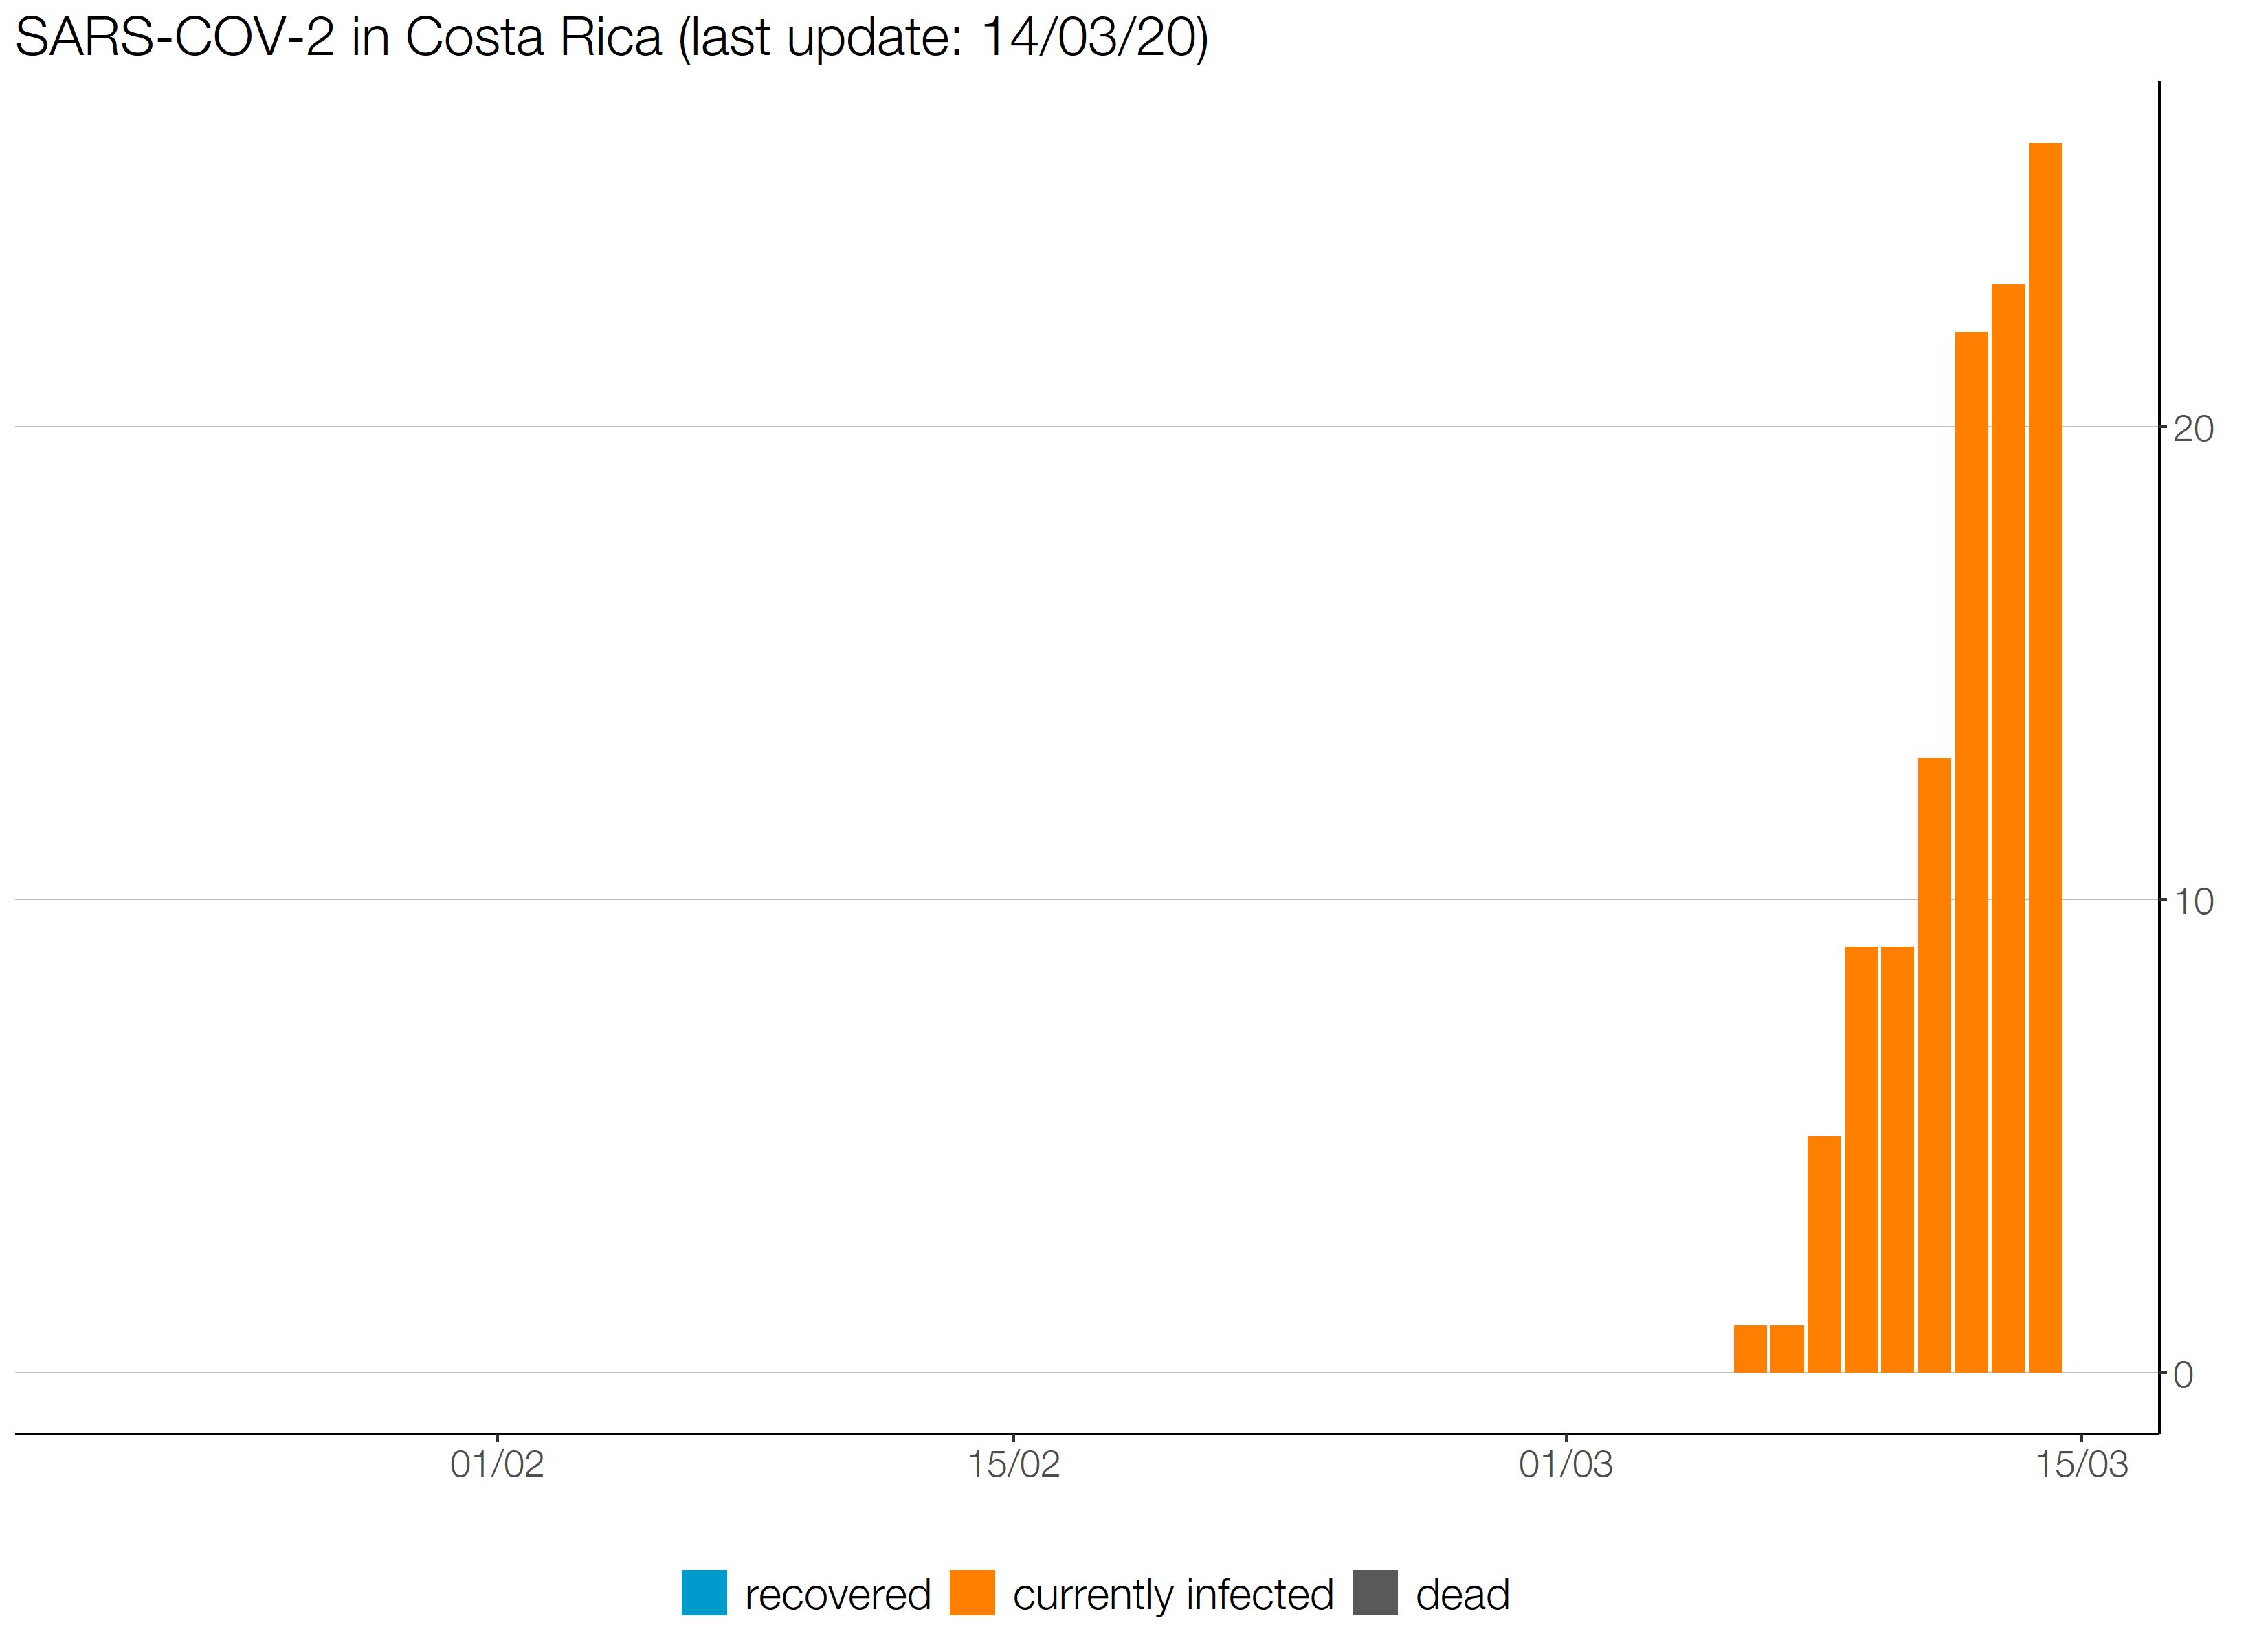 SARS-COV-2 in Costa Rica (last update: 14/03/20)
20
10
0
01/02 15/02 01/03 15/03
recovered currently infected dead